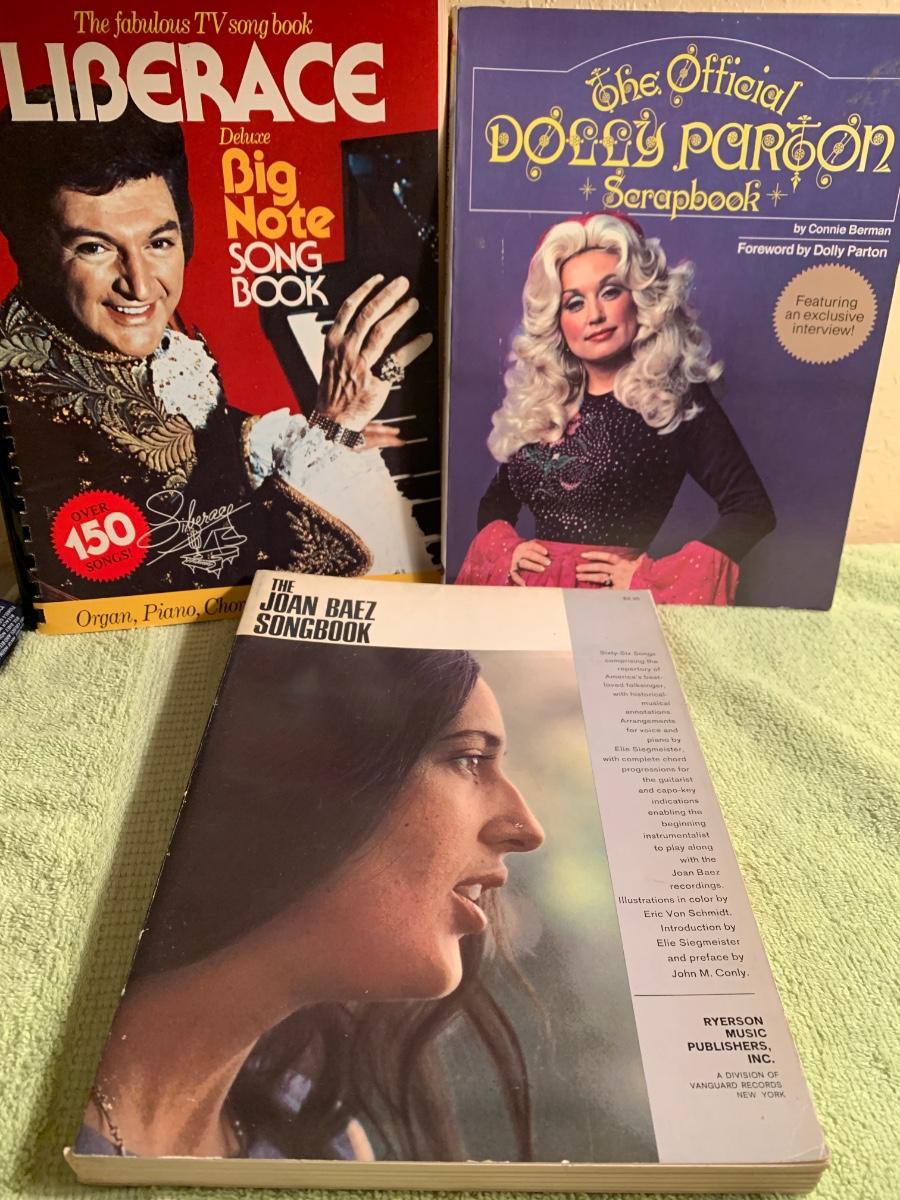 The fabulous TV song book
LIBERACE
Deluxe
Big
Note
SONG
BOOK
OVER
150
SONGS!
Liberace
Organ, Piano, Chor
The Official
DOLLY PARTON
Scrapbook
by Connie Berman
Foreword by Dolly Parton
Featuring
an exclusive
interview!
THE
JOAN BAEZ
SONGBOOK
Sixty-Six Songs
comprising the
repertory of
America's best-
loved folksinger,
with historical-
musical
annotations.
Arrangements
for voice and
piano by
Elie Siegmeister,
with complete chord
progressions for
the guitarist
and capo-key
indications
enabling the
beginning
instrumentalist
to play along
with the
Joan Baez
recordings.
Illustrations in color by
Eric Von Schmidt.
Introduction by
Elie Siegmeister
and preface by
John M. Conly.
RYERSON
MUSIC
PUBLISHERS,
INC.
A DIVISION OF
VANGUARD RECORDS
NEW YORK